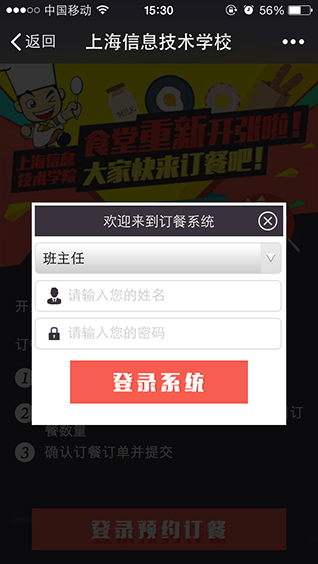 中国移动 15:30 56%
返回 上海信息技术学校
食堂重新开张啦！
上海信息
技术学院
大家快来订餐吧！
欢迎来到订餐系统
班主任
请输入您的姓名
请输入您的密码
登录系统
开
订
1
2 订
餐数量
3 确认订餐订单并提交
登录预约订餐